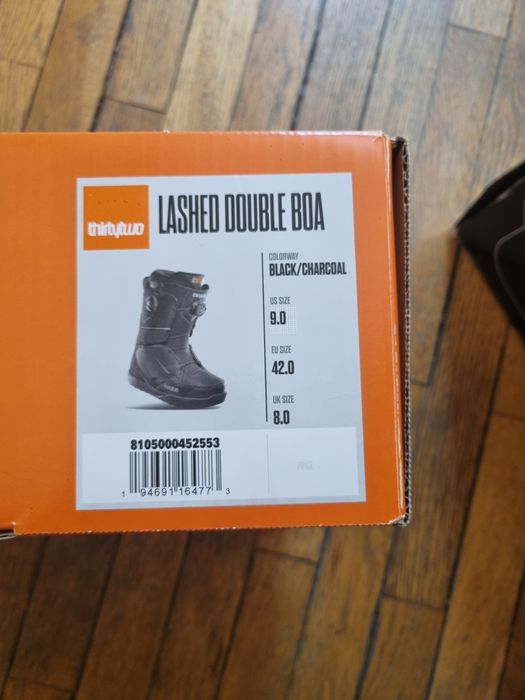 thirtytwo
LASHED DOUBLE BOA
COLORWAY
BLACK/CHARCOAL
US SIZE
9.0
EU SIZE
42.0
UK SIZE
8.0
8105000452553
1 94691 16477 3
PRICE